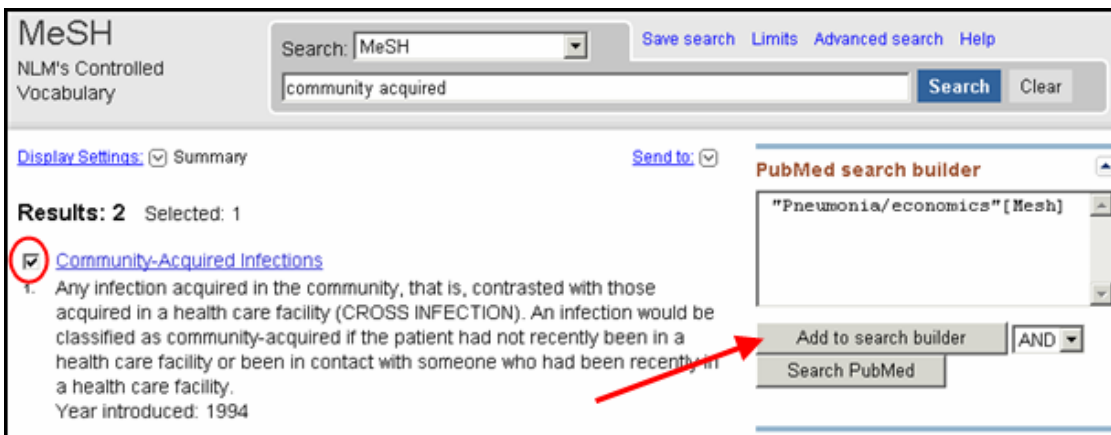 MeSH
NLM's Controlled
Vocabulary
Search: MeSH
Save search Limits Advanced search Help
community acquired
Search
Clear
Display Settings: Summary
Send to:
Results: 2 Selected: 1
Community-Acquired Infections
1. Any infection acquired in the community, that is, contrasted with those
acquired in a health care facility (CROSS INFECTION). An infection would be
classified as community-acquired if the patient had not recently been in a
health care facility or been in contact with someone who had been recently in
a health care facility.
Year introduced: 1994
PubMed search builder
"Pneumonia/economics"[Mesh]
Add to search builder AND
Search PubMed